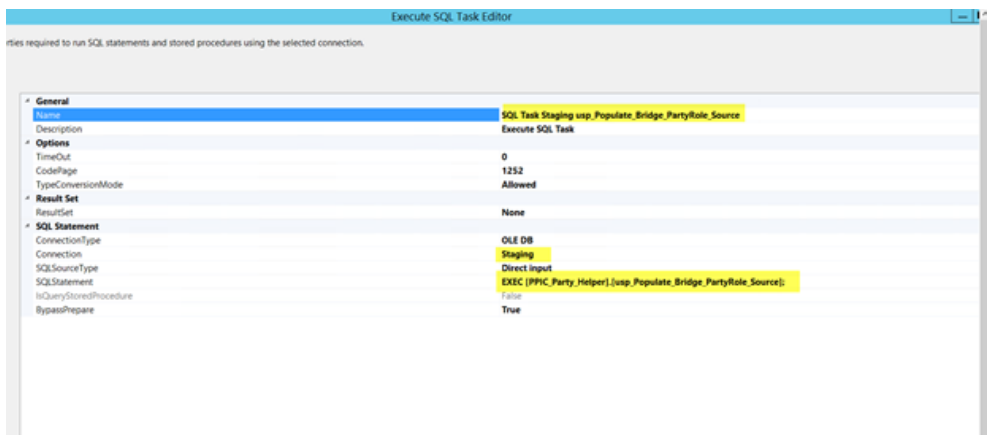 Execute SQL Task Editor
rties required to run SQL statements and stored procedures using the selected connection.
General
Name SQL Task Staging usp_Populate_Bridge_PartyRole_Source
Description Execute SQL Task
Options
TimeOut 0
CodePage 1252
TypeConversionMode Allowed
Result Set
ResultSet None
SQL Statement
ConnectionType OLE DB
Connection Staging
SQLSourceType Direct input
SQLStatement EXEC [PPIC_Party_Helper].[usp_Populate_Bridge_PartyRole_Source];
IsQueryStoredProcedure False
BypassPrepare True